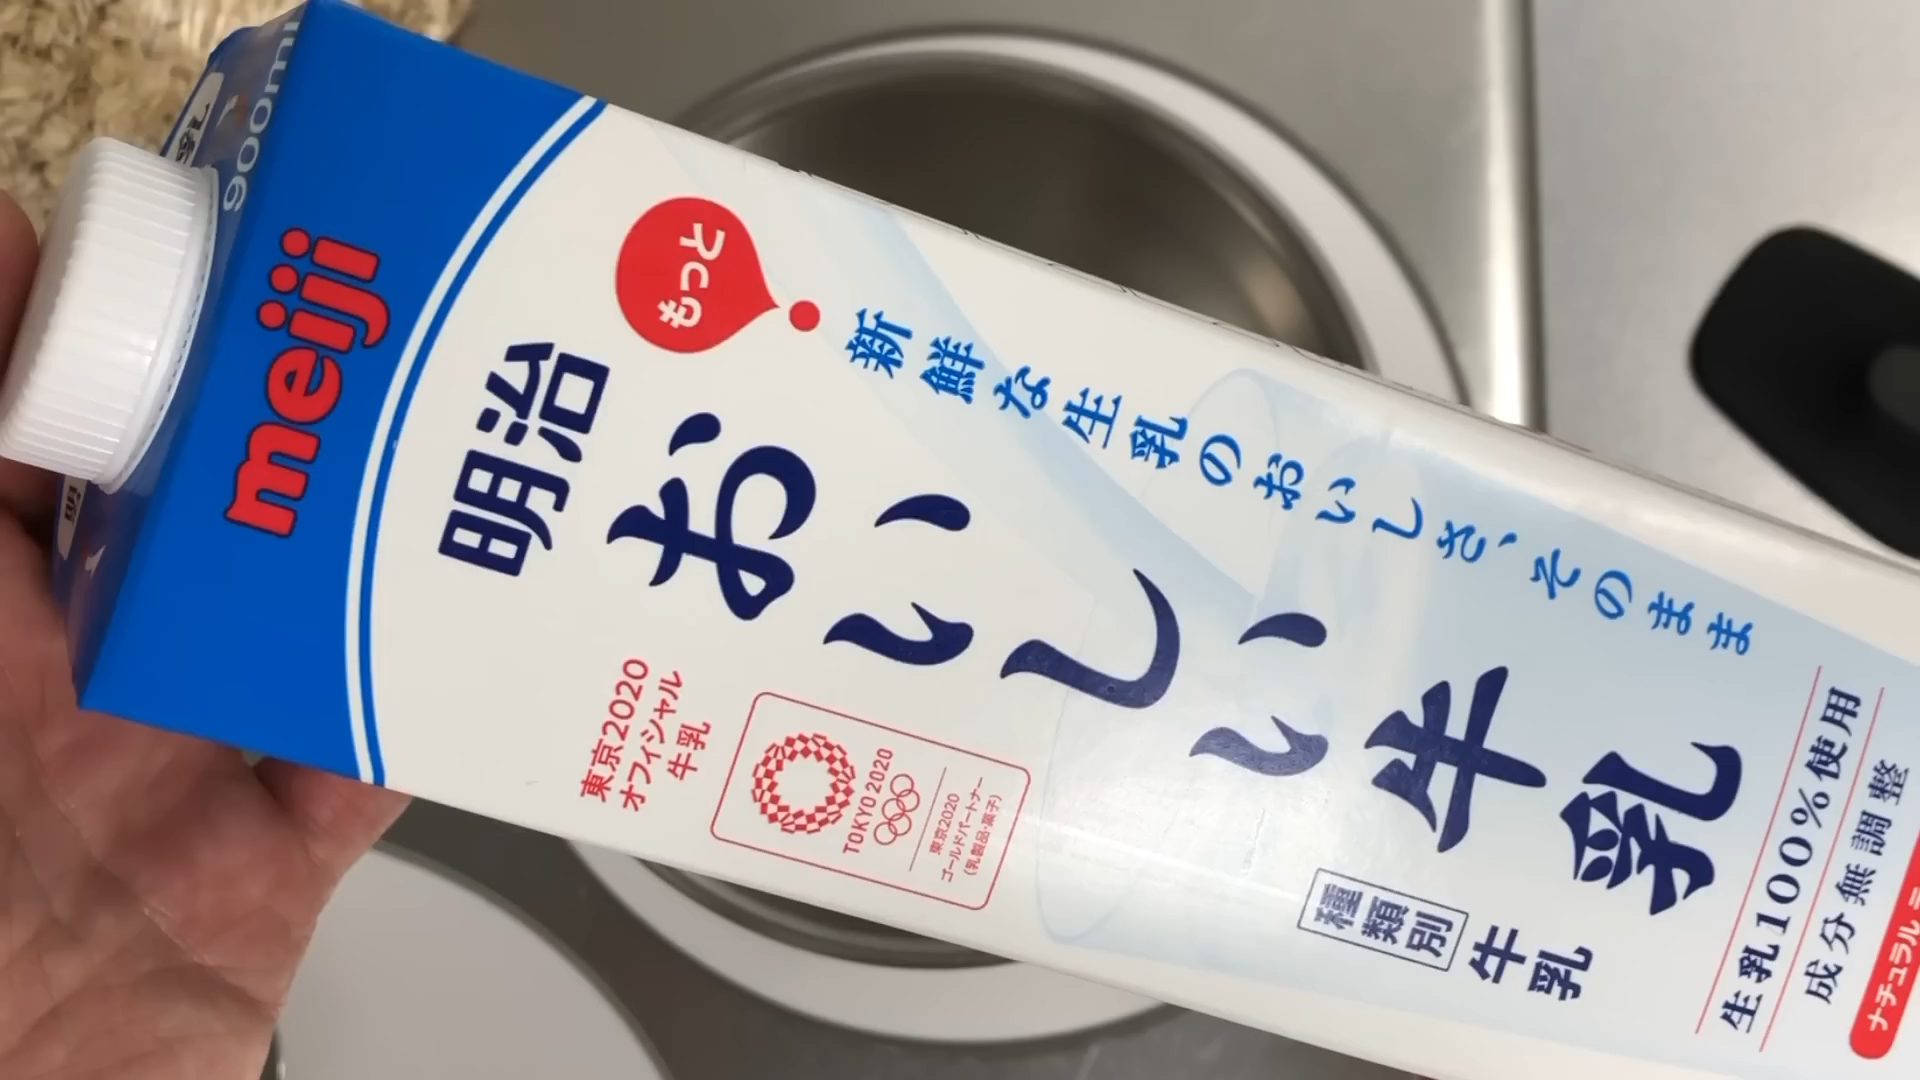 900ml
meiji
明治
おいしい牛乳
もっと
新鮮な生乳のおいしさ、そのまま
東京2020
オフィシャル
牛乳
TOKYO 2020
東京2020
ゴールドパートナー
(乳製品・菓子)
種類別
牛乳
生乳100%使用
成分無調整
ナチュラル